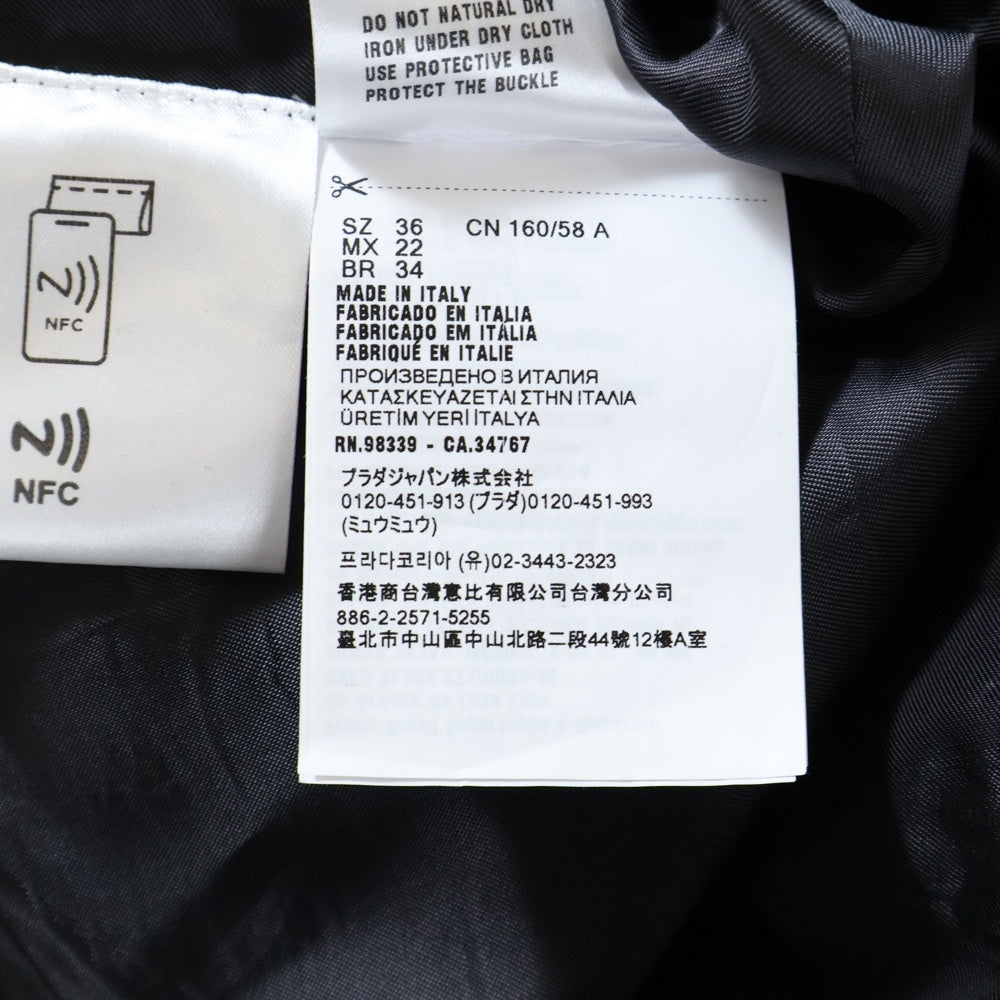 DO NOT NATURAL DRY
IRON UNDER DRY CLOTH
USE PROTECTIVE BAG
PROTECT THE BUCKLE
NFC
NFC
SZ 36 CN 160/58 A
MX 22
BR 34
MADE IN ITALY
FABRICADO EN ITALIA
FABRICADO EM ITÁLIA
FABRIQUÉ EN ITALIE
ПРОИЗВЕДЕНО В ИТАЛИЯ
ΚΑΤΑΣΚΕΥΑΖΕΤΑΙ ΣΤΗΝ ΙΤΑΛΙΑ
ÜRETİM YERİ İTALYA
RN.98339 - CA.34767
プラダジャパン株式会社
0120-451-913 (プラダ)0120-451-993
(ミュウミュウ)
프라다코리아 (유)02-3443-2323
香港商台灣意比有限公司台灣分公司
886-2-2571-5255
臺北市中山區中山北路二段44號12樓A室